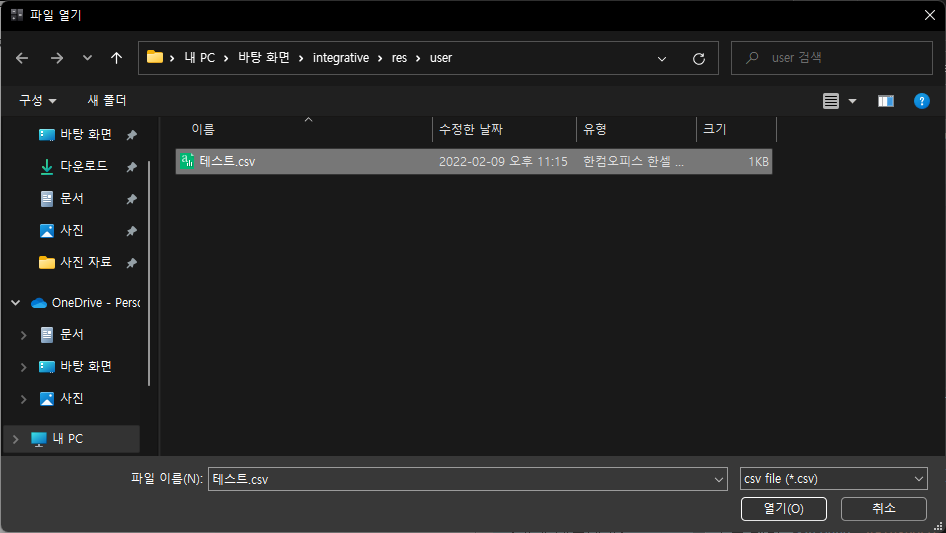 파일 열기
내 PC > 바탕 화면 > integrative > res > user
user 검색
구성 새 폴더
이름 수정한 날짜 유형 크기
테스트.csv 2022-02-09 오후 11:15 한컴오피스 한셀 ... 1KB
바탕 화면
다운로드
문서
사진
사진 자료
OneDrive - Perso
문서
바탕 화면
사진
내 PC
파일 이름(N): 테스트.csv csv file (*.csv)
열기(O) 취소